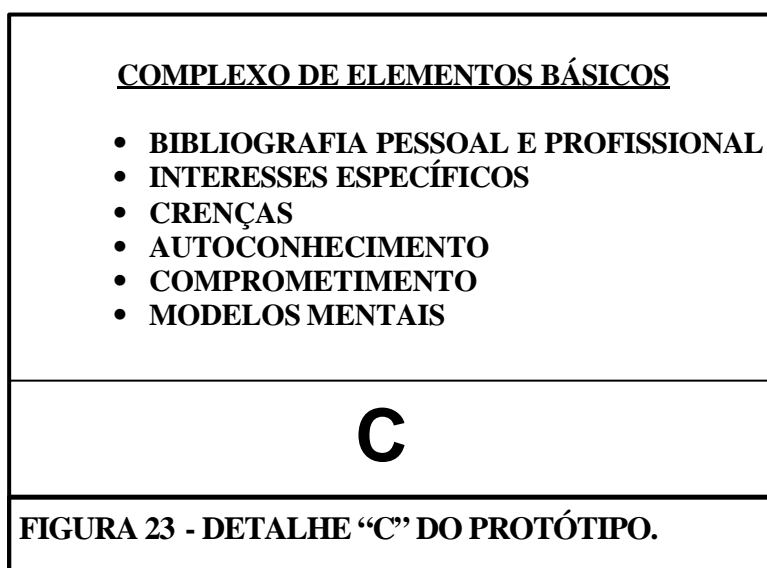 COMPLEXO DE ELEMENTOS BÁSICOS
• BIBLIOGRAFIA PESSOAL E PROFISSIONAL
• INTERESSES ESPECÍFICOS
• CRENÇAS
• AUTOCONHECIMENTO
• COMPROMETIMENTO
• MODELOS MENTAIS
C
FIGURA 23 - DETALHE “C” DO PROTÓTIPO.